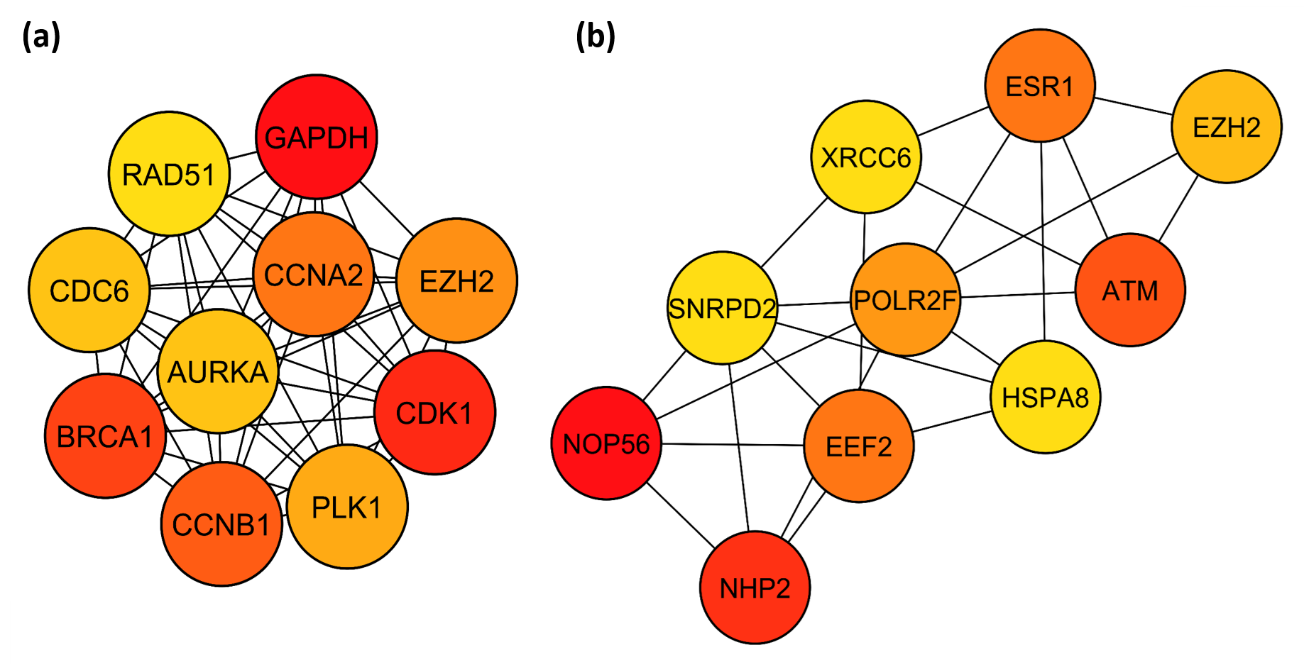 (a)
GAPDH
RAD51
CCNA2
EZH2
CDC6
AURKA
CDK1
BRCA1
PLK1
CCNB1
(b)
ESR1
EZH2
XRCC6
ATM
POLR2F
SNRPD2
HSPA8
NOP56
EEF2
NHP2